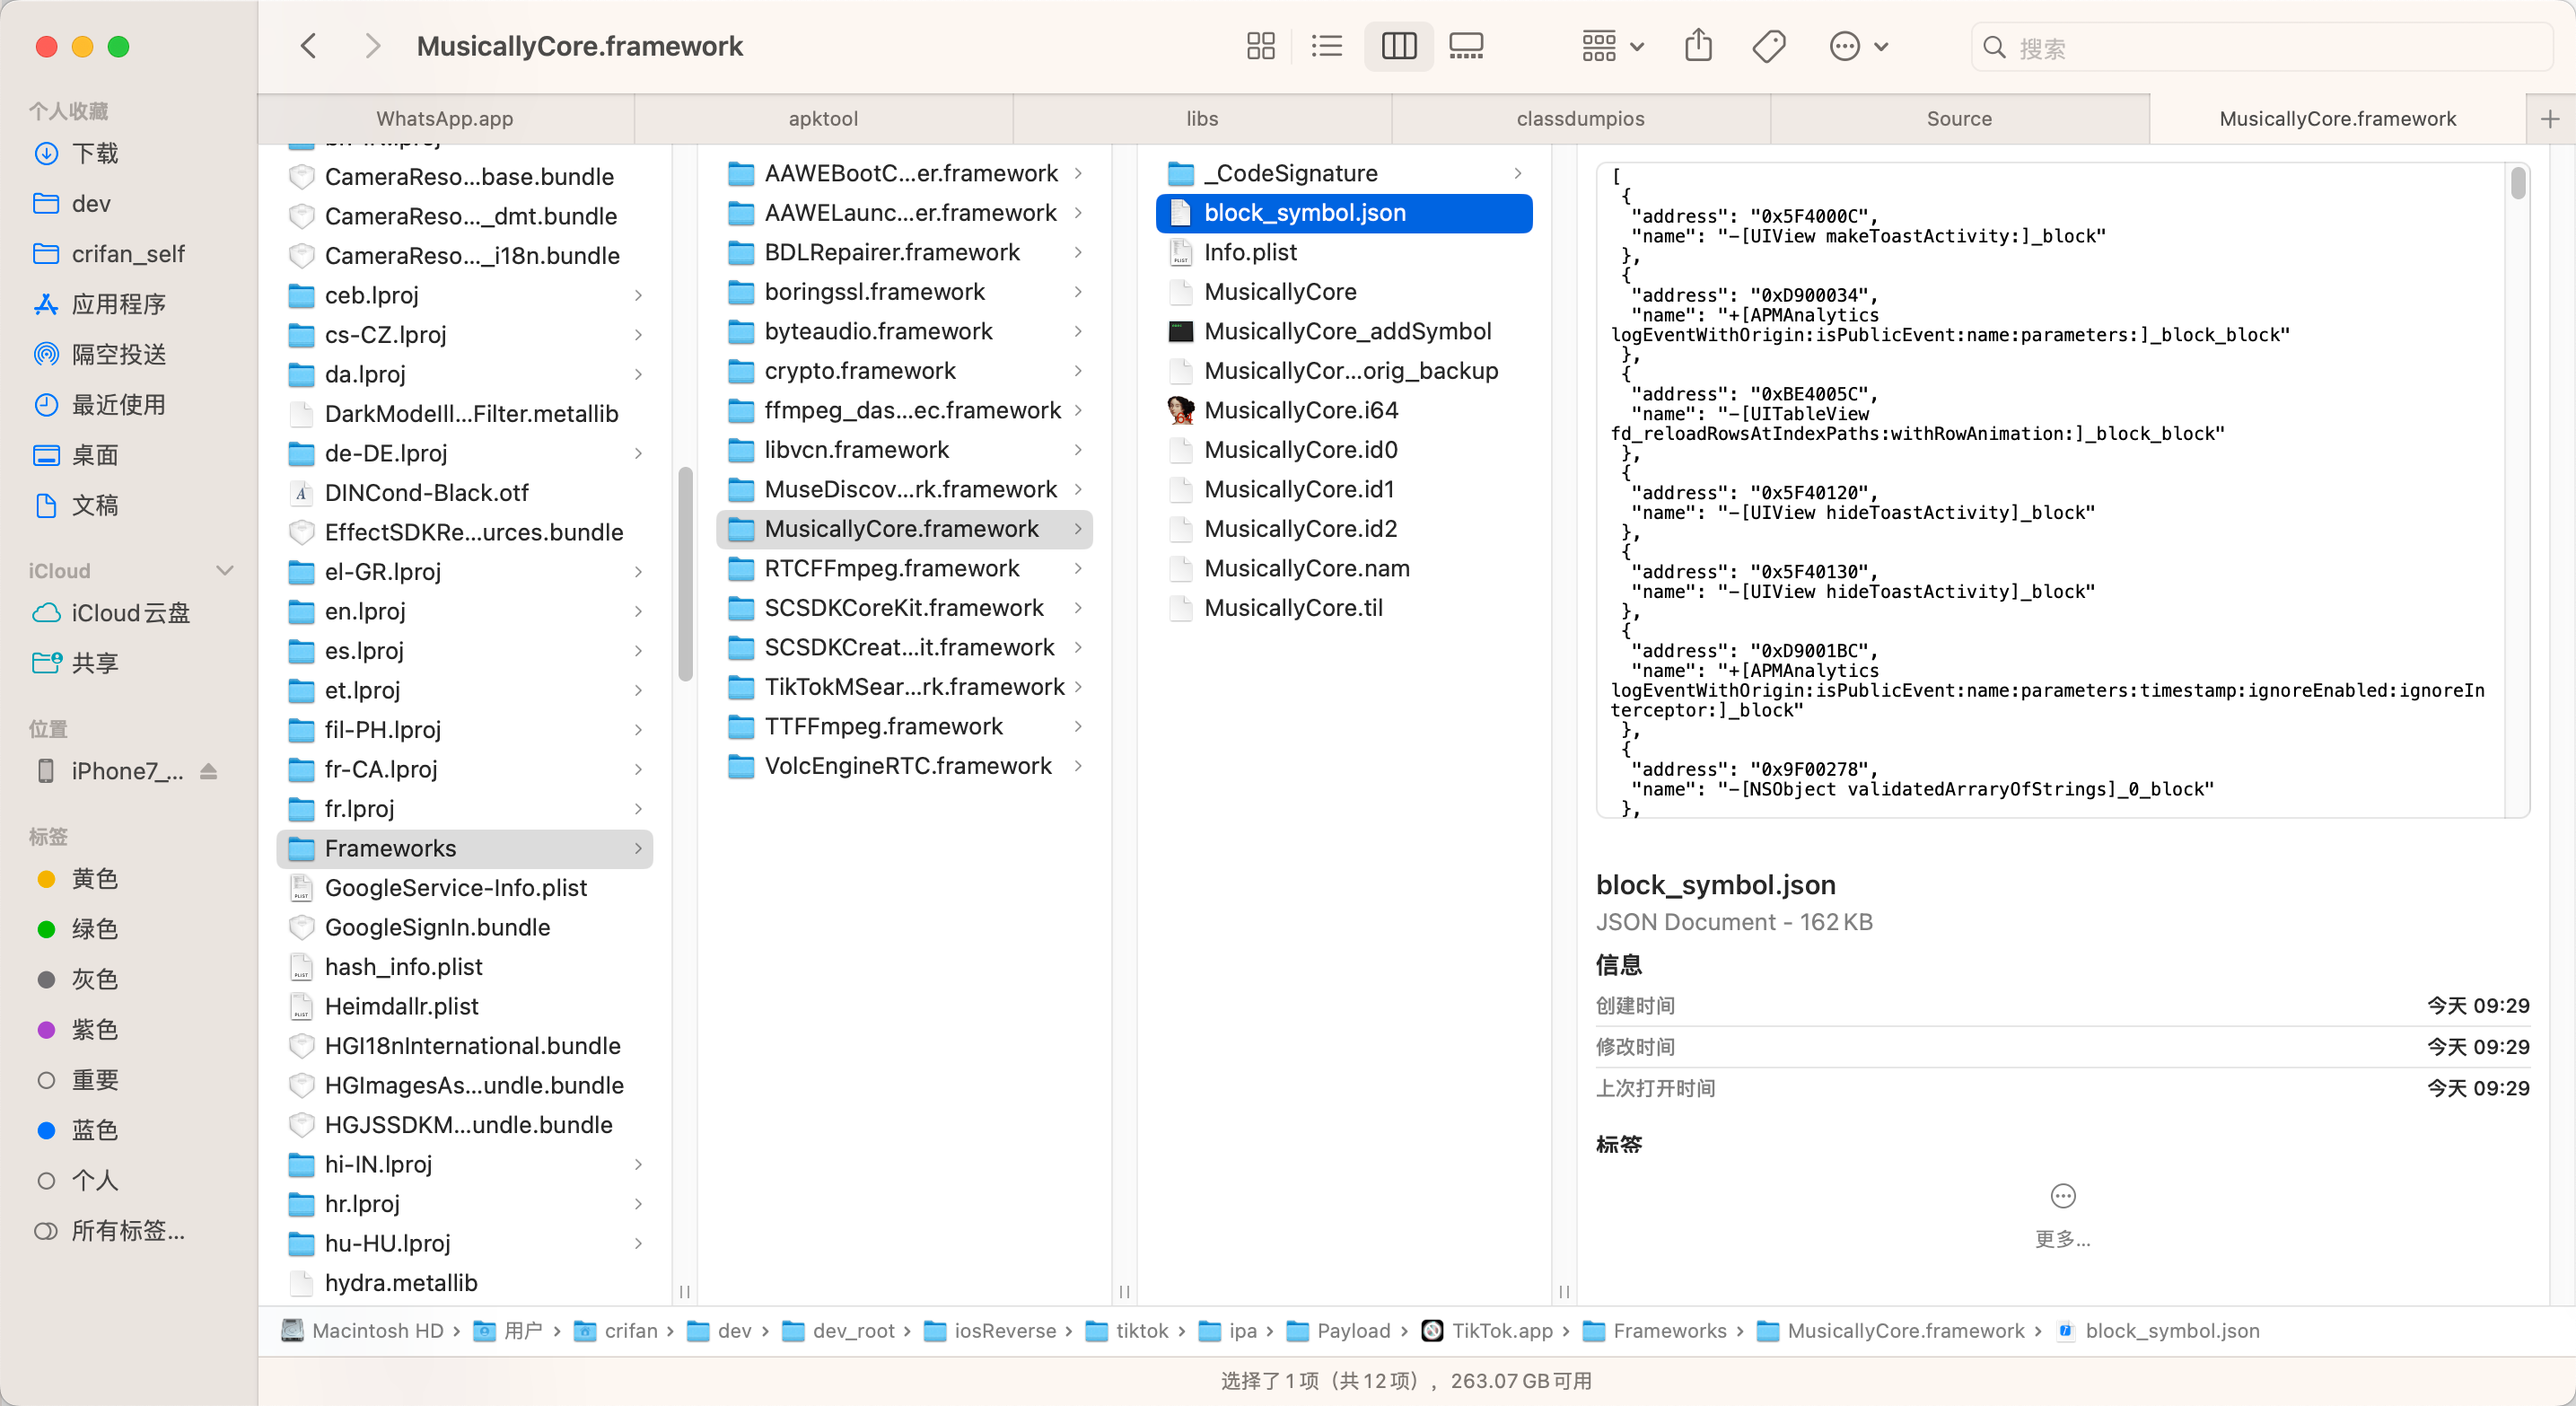 MusicallyCore.framework
搜索
WhatsApp.app
apktool
libs
classdumpios
Source
MusicallyCore.framework
个人收藏
下载
dev
crifan_self
应用程序
隔空投送
最近使用
桌面
文稿
iCloud
iCloud云盘
共享
位置
iPhone7_...
标签
黄色
绿色
灰色
紫色
重要
蓝色
个人
所有标签...
CameraReso...base.bundle
CameraReso..._dmt.bundle
CameraReso..._i18n.bundle
ceb.lproj
cs-CZ.lproj
da.lproj
DarkModeIll...Filter.metallib
de-DE.lproj
DINCond-Black.otf
EffectSDKRe...urces.bundle
el-GR.lproj
en.lproj
es.lproj
et.lproj
fil-PH.lproj
fr-CA.lproj
fr.lproj
Frameworks
GoogleService-Info.plist
GoogleSignIn.bundle
hash_info.plist
Heimdallr.plist
HGI18nInternational.bundle
HGImagesAs...undle.bundle
HGJSSDKM...undle.bundle
hi-IN.lproj
hr.lproj
hu-HU.lproj
hydra.metallib
AAWEBootC...er.framework
AAWELaunc...er.framework
BDLRepairer.framework
boringssl.framework
byteaudio.framework
crypto.framework
ffmpeg_das...ec.framework
libvcn.framework
MuseDiscov...rk.framework
MusicallyCore.framework
RTCFFmpeg.framework
SCSDKCoreKit.framework
SCSDKCreat...it.framework
TikTokMSear...rk.framework
TTFFmpeg.framework
VolcEngineRTC.framework
_CodeSignature
block_symbol.json
Info.plist
MusicallyCore
MusicallyCore_addSymbol
MusicallyCor...orig_backup
MusicallyCore.i64
MusicallyCore.id0
MusicallyCore.id1
MusicallyCore.id2
MusicallyCore.nam
MusicallyCore.til
[
{
"address": "0x5F4000C",
"name": "-[UIView makeToastActivity:]_block"
},
{
"address": "0xD900034",
"name": "+[APMAnalytics
logEventWithOrigin:isPublicEvent:name:parameters:]_block_block"
},
{
"address": "0xBE4005C",
"name": "-[UITableView
fd_reloadRowsAtIndexPaths:withRowAnimation:]_block_block"
},
{
"address": "0x5F40120",
"name": "-[UIView hideToastActivity]_block"
},
{
"address": "0x5F40130",
"name": "-[UIView hideToastActivity]_block"
},
{
"address": "0xD9001BC",
"name": "+[APMAnalytics
logEventWithOrigin:isPublicEvent:name:parameters:timestamp:ignoreEnabled:ignoreIn
terceptor:]_block"
},
{
"address": "0x9F00278",
"name": "-[NSObject validatedArraryOfStrings]_0_block"
},
block_symbol.json
JSON Document - 162 KB
信息
创建时间 今天 09:29
修改时间 今天 09:29
上次打开时间 今天 09:29
标签
更多...
Macintosh HD › 用户 › crifan › dev › dev_root › iosReverse › tiktok › ipa › Payload › TikTok.app › Frameworks › MusicallyCore.framework › block_symbol.json
选择了1项（共12项）, 263.07 GB可用